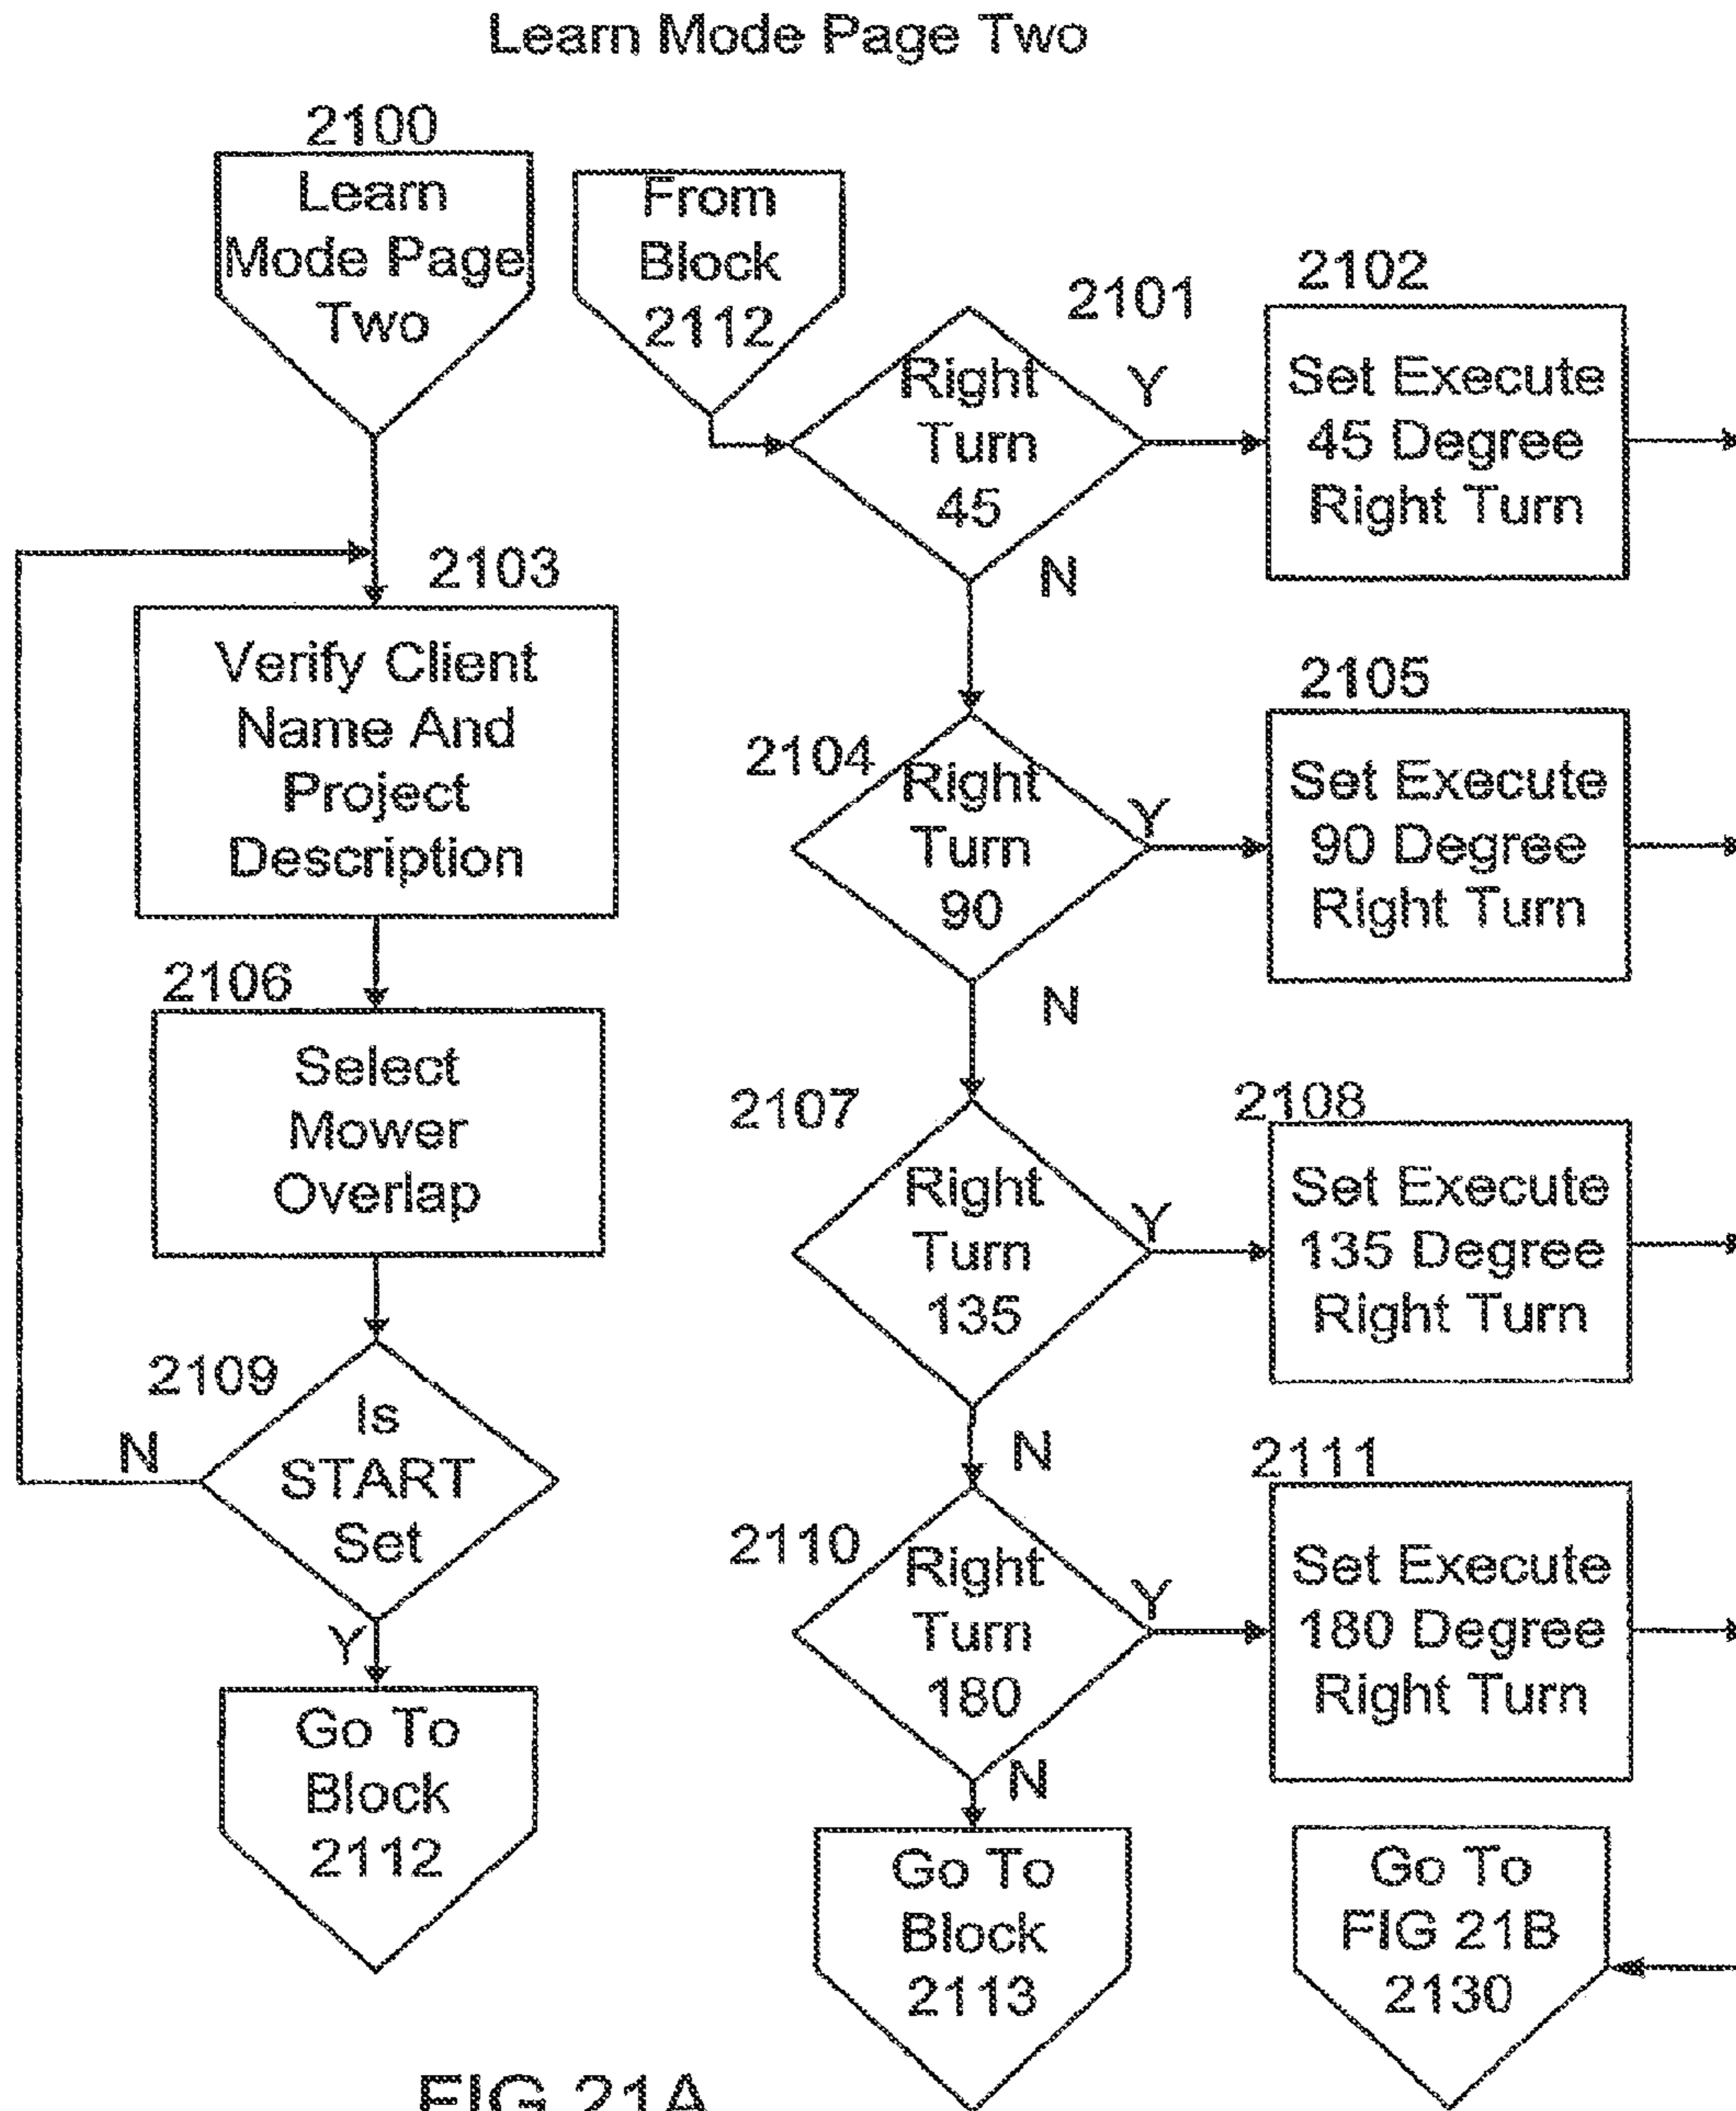 Learn Mode Page Two
2100
Learn
Mode Page
Two
2103
Verify Client
Name And
Project
Description
2106
Select
Mower
Overlap
2109
Is
START
Set
N
Y
Go To
Block
2112
From
Block
2112
2101
Right
Turn
45
Y
N
2102
Set Execute
45 Degree
Right Turn
2104
Right
Turn
90
Y
N
2105
Set Execute
90 Degree
Right Turn
2107
Right
Turn
135
Y
N
2108
Set Execute
135 Degree
Right Turn
2110
Right
Turn
180
Y
N
2111
Set Execute
180 Degree
Right Turn
Go To
Block
2113
Go To
FIG 21B
2130
FIG 21A